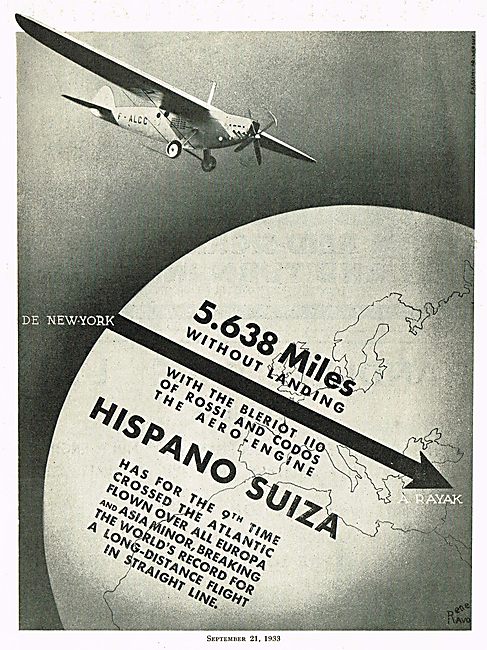 F-ALCC
DE NEW-YORK
5.638 Miles
WITHOUT LANDING
WITH THE BLERIOT 110
OF ROSSI AND CODOS
THE AERO-ENGINE
HISPANO SUIZA
A. RAYAK
HAS FOR THE 9TH TIME
CROSSED THE ATLANTIC
FLOWN OVER ALL EUROPA
AND ASIA MINOR, BREAKING
THE WORLD'S RECORD FOR
A LONG-DISTANCE FLIGHT
IN STRAIGHT LINE.
René
RAVO
SEPTEMBER 21, 1933